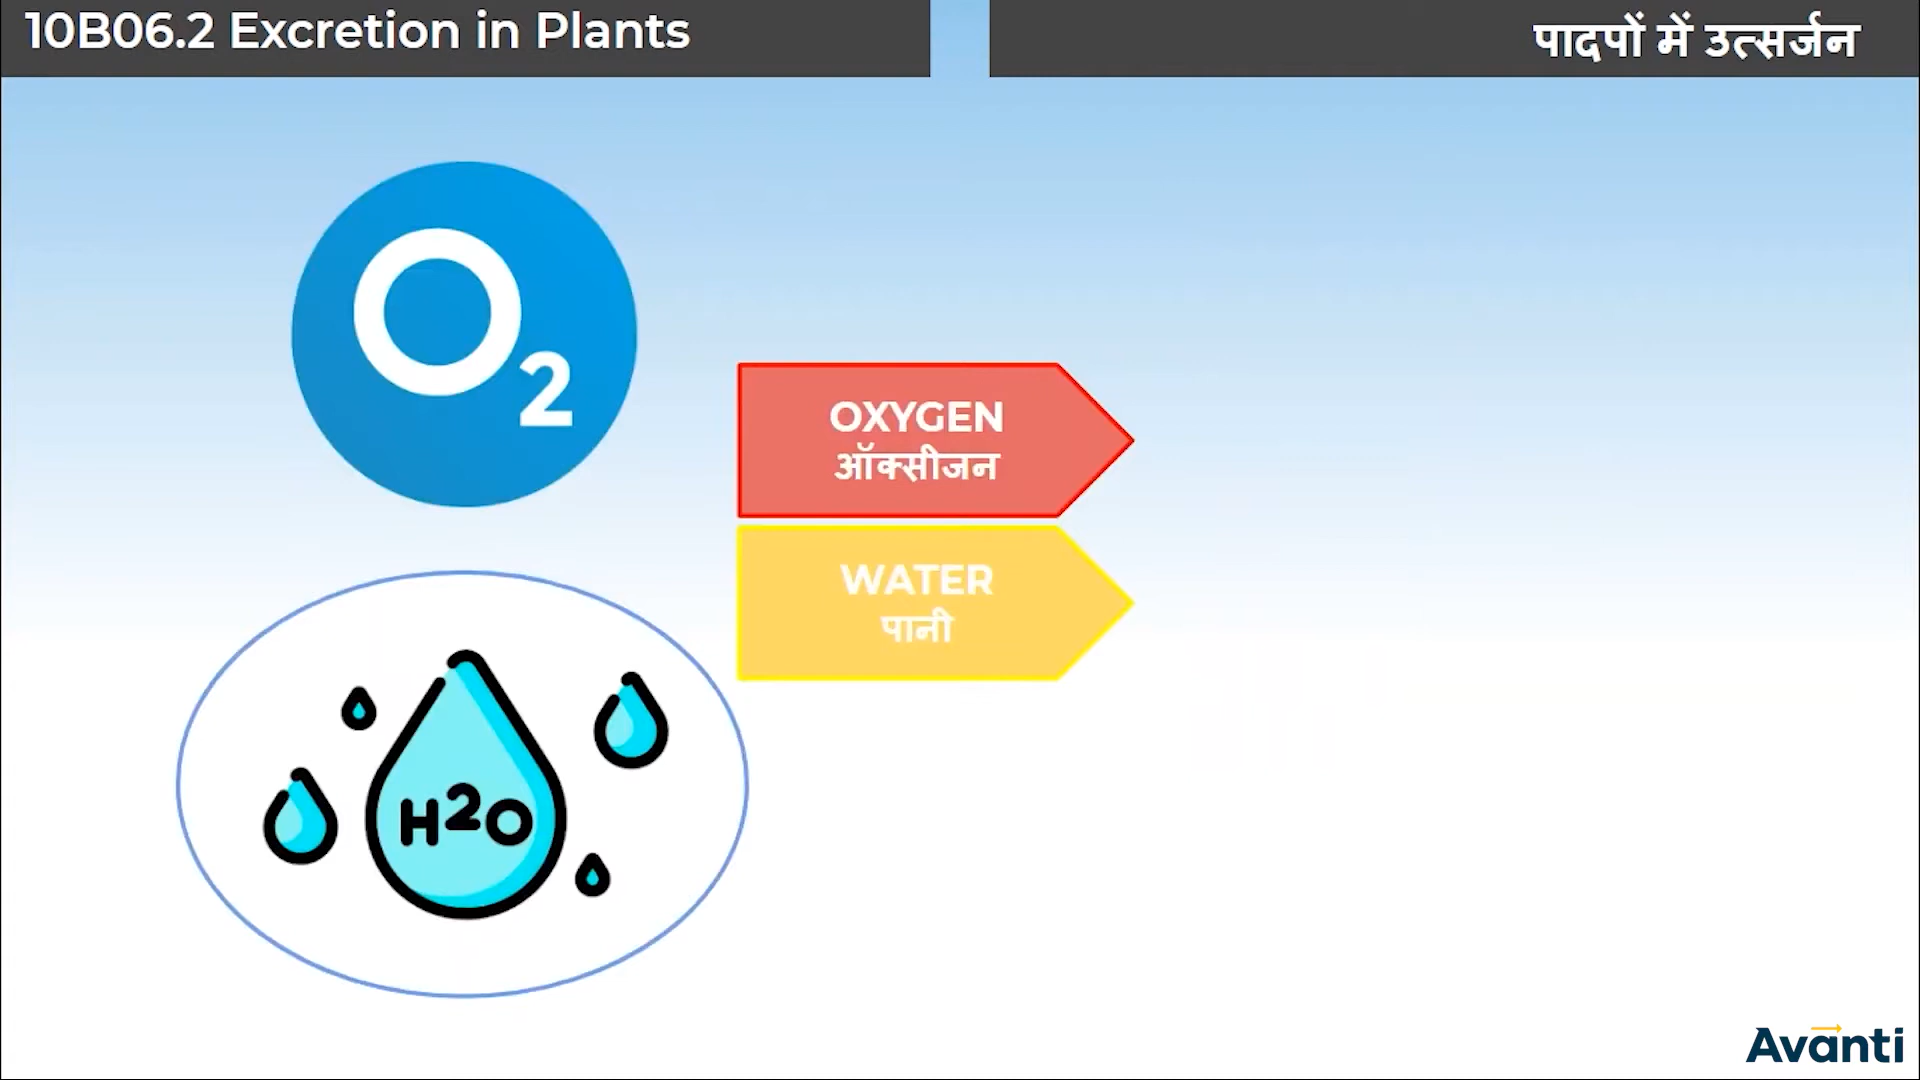 10B06.2 Excretion in Plants
पादपों में उत्सर्जन
O2
OXYGEN
ऑक्सीजन
WATER
पानी
H2O
Avanti